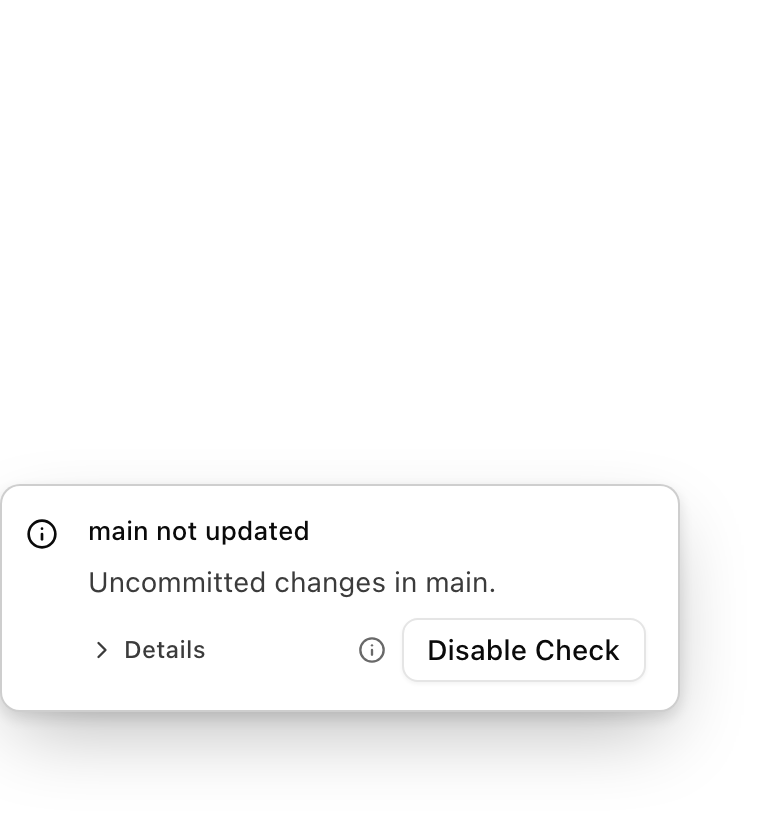 main not updated
Uncommitted changes in main.
Details
Disable Check